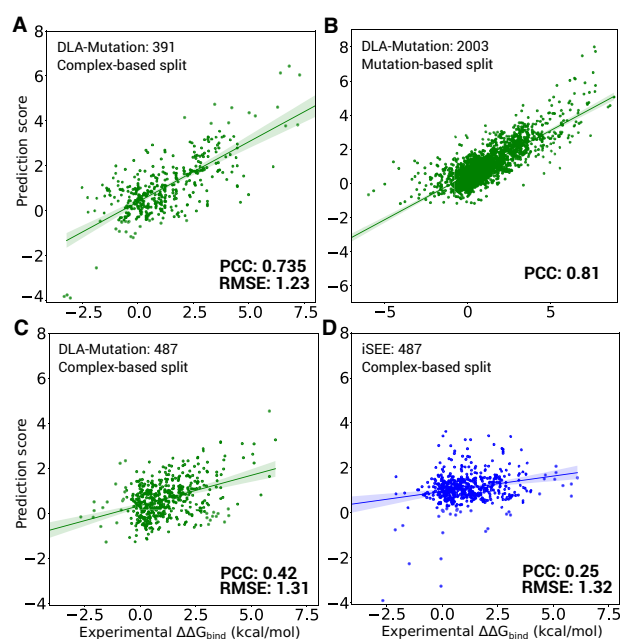 A
DLA-Mutation: 391
Complex-based split
PCC: 0.735
RMSE: 1.23
Prediction score
8
6
4
2
0
−2
−4
−2.5 0.0 2.5 5.0 7.5
B
DLA-Mutation: 2003
Mutation-based split
PCC: 0.81
8
6
4
2
0
−2
−4
−6
−5 0 5
C
DLA-Mutation: 487
Complex-based split
PCC: 0.42
RMSE: 1.31
Prediction score
8
6
4
2
0
−2
−4
−2.5 0.0 2.5 5.0 7.5
Experimental ΔΔGbind (kcal/mol)
D
iSEE: 487
Complex-based split
PCC: 0.25
RMSE: 1.32
8
6
4
2
0
−2
−4
−2.5 0.0 2.5 5.0 7.5
Experimental ΔΔGbind (kcal/mol)